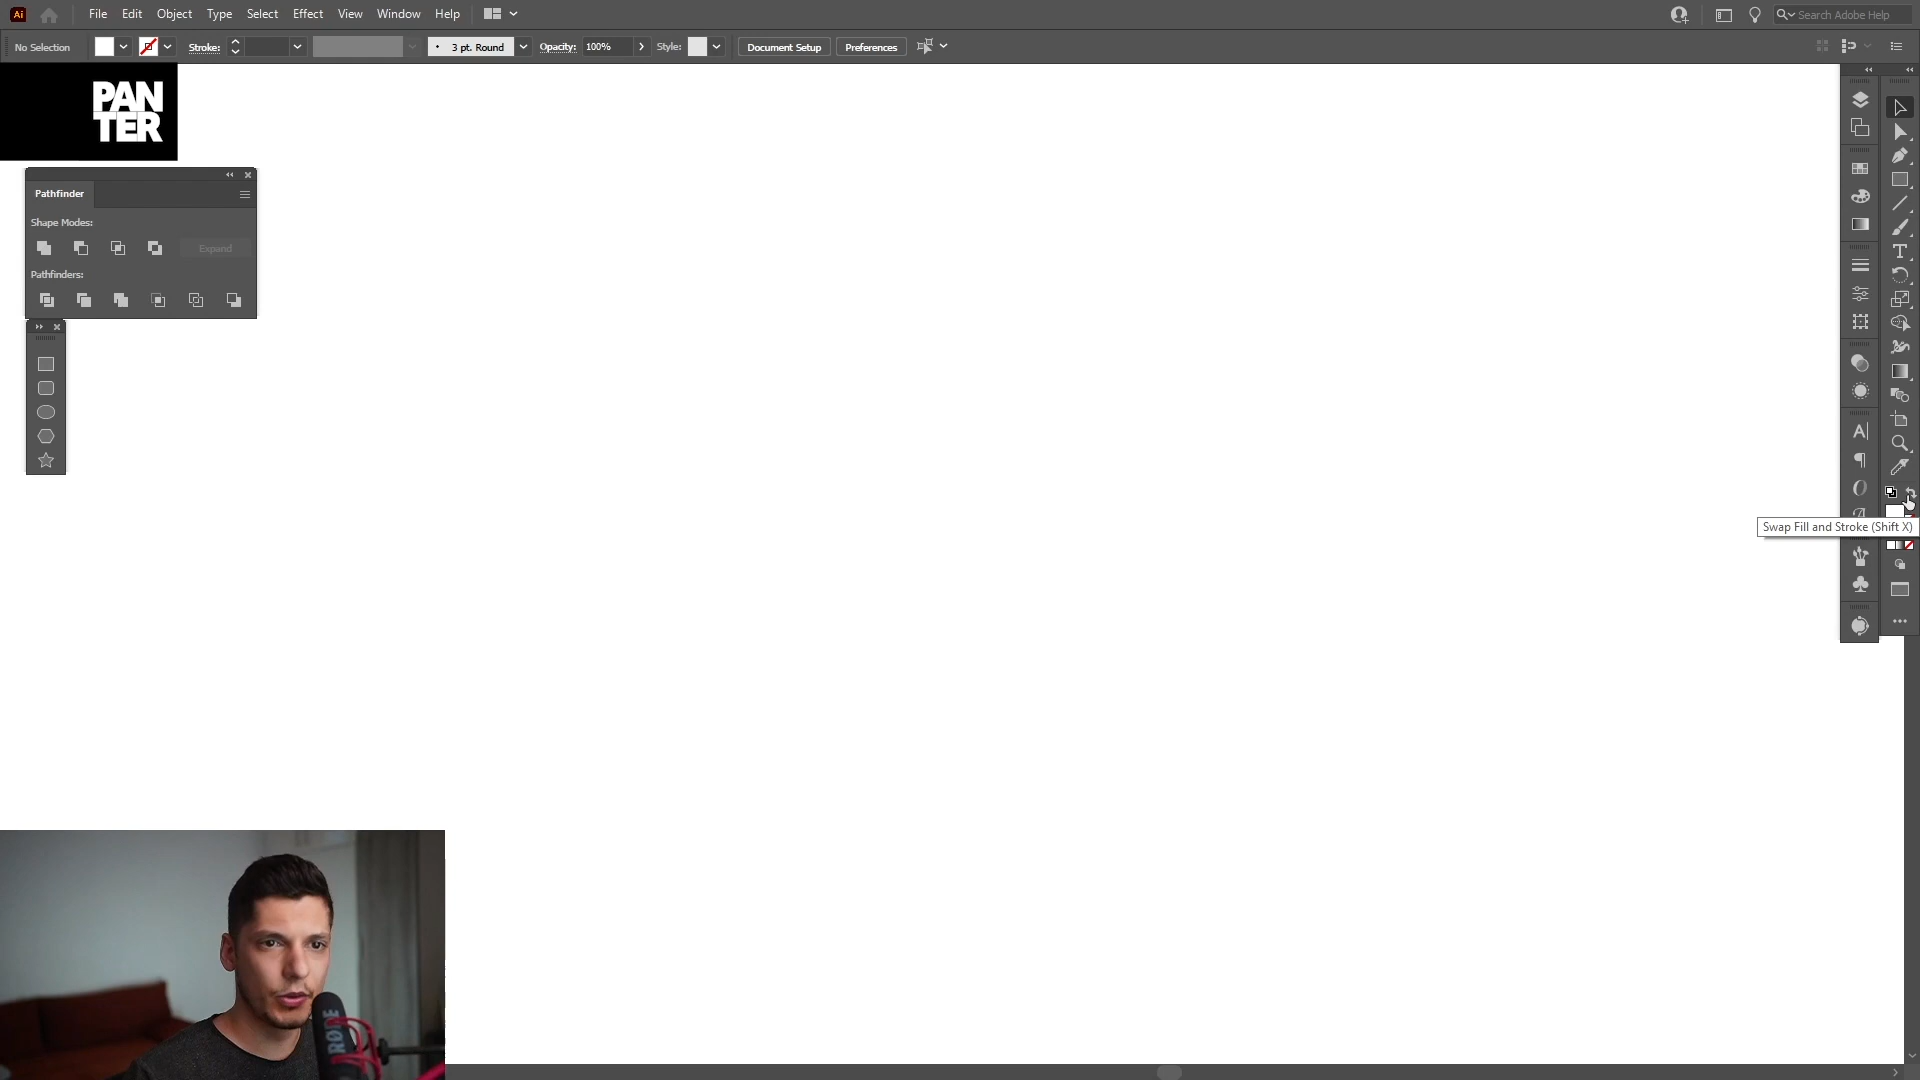 Ai File Edit Object Type Select Effect View Window Help Search Adobe Help
No Selection Stroke: 3 pt. Round Opacity: 100% Style: Document Setup Preferences
PAN
TER
Pathfinder
Shape Modes:
Expand
Pathfinders:
Swap Fill and Stroke (Shift X)
RØDE